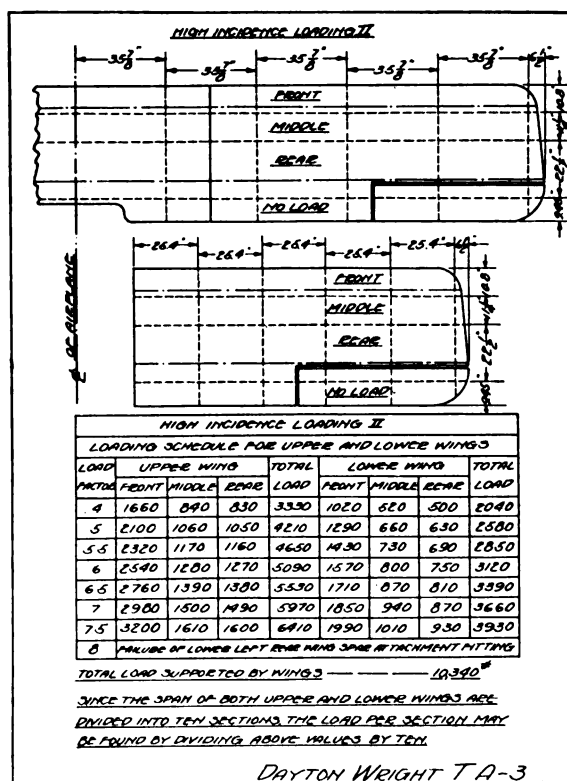 HIGH INCIDENCE LOADING II
35 7/8" 35 7/8" 35 7/8"
35 7/8" 35 7/8"
FRONT
MIDDLE
REAR
NO LOAD
26.4" 26.4" 26.4" 26.4" 25.4"
FRONT
MIDDLE
REAR
NO LOAD
22 1/2"
℄ OF AIRPLANE
HIGH INCIDENCE LOADING II
LOADING SCHEDULE FOR UPPER AND LOWER WINGS
LOAD FACTOR UPPER WING TOTAL LOAD LOWER WING TOTAL LOAD
FRONT MIDDLE REAR FRONT MIDDLE REAR
4 1660 840 830 3330 1020 520 500 2040
5 2100 1060 1050 4210 1290 660 630 2580
5.5 2320 1170 1160 4650 1430 730 690 2850
6 2540 1280 1270 5090 1570 800 750 3120
6.5 2760 1390 1380 5530 1710 870 810 3390
7 2980 1500 1490 5970 1850 940 870 3660
7.5 3200 1610 1600 6410 1990 1010 930 3930
8 FAILURE OF LOWER LEFT REAR WING SPAR ATTACHMENT FITTING
TOTAL LOAD SUPPORTED BY WINGS — — — 10,340#
SINCE THE SPAN OF BOTH UPPER AND LOWER WINGS ARE
DIVIDED INTO TEN SECTIONS. THE LOAD PER SECTION MAY
BE FOUND BY DIVIDING ABOVE VALUES BY TEN.
DAYTON WRIGHT T A-3